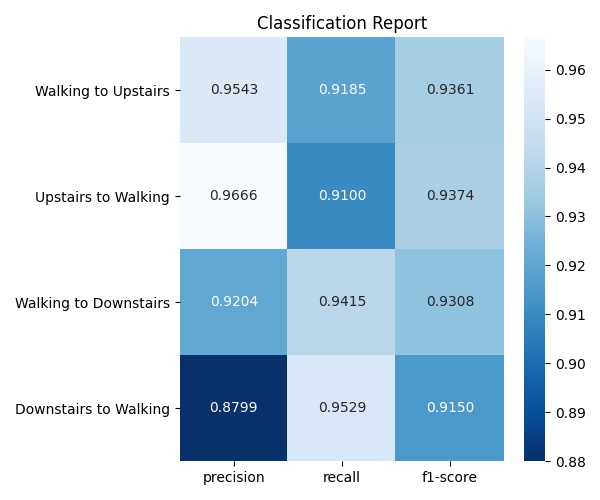 Classification Report
Walking to Upstairs 0.9543 0.9185 0.9361
Upstairs to Walking 0.9666 0.9100 0.9374
Walking to Downstairs 0.9204 0.9415 0.9308
Downstairs to Walking 0.8799 0.9529 0.9150
precision recall f1-score
0.96
0.95
0.94
0.93
0.92
0.91
0.90
0.89
0.88